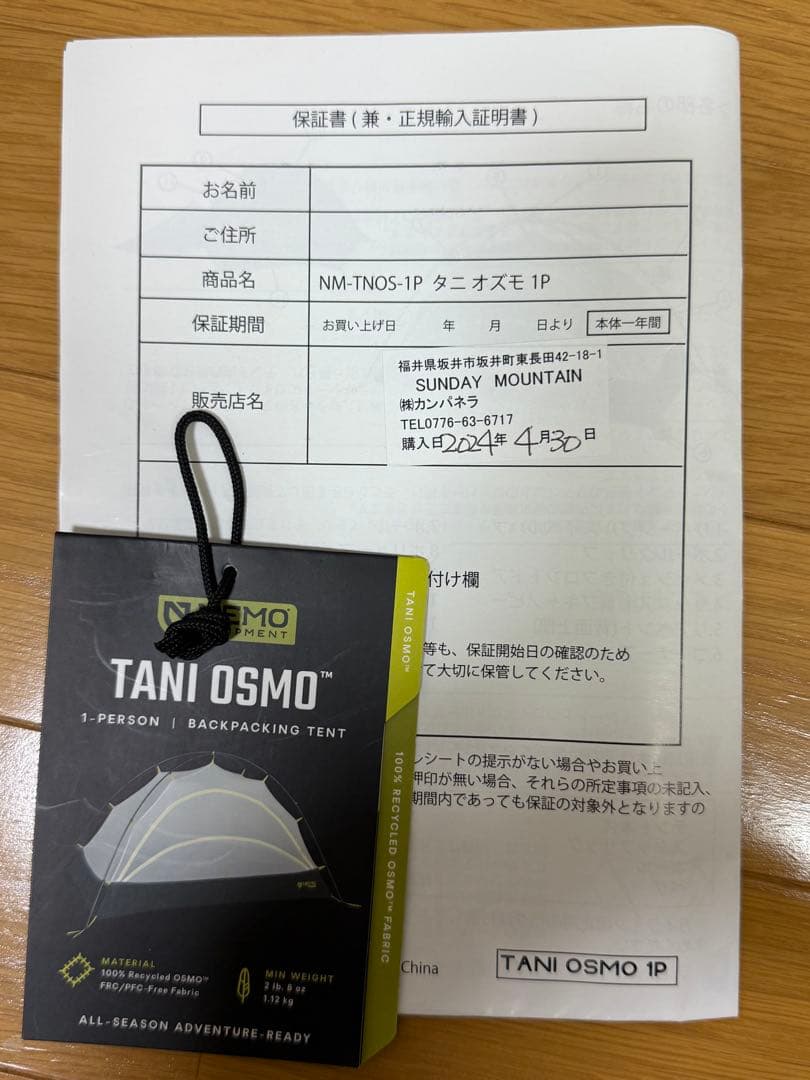 保証書(兼・正規輸入証明書)
お名前
ご住所
商品名 NM-TNOS-1P タニ オズモ 1P
保証期間 お買い上げ日 年 月 日より 本体一年間
販売店名
福井県坂井市坂井町東長田42-18-1
SUNDAY MOUNTAIN
㈱カンパネラ
TEL0776-63-6717
購入日2024年 4月30日
付け欄
等も、保証開始日の確認のため
て大切に保管してください。
レシートの提示がない場合やお買い上
押印が無い場合、それらの所定事項の未記入、
期間内であっても保証の対象外となりますの
China
TANI OSMO 1P
NEMO
EQUIPMENT
TANI OSMO™
1-PERSON | BACKPACKING TENT
MATERIAL
100% Recycled OSMO™
FRC/PFC-Free Fabric
MIN WEIGHT
2 lb. 8 oz
1.12 kg
ALL-SEASON ADVENTURE-READY
TANI OSMO™
100% RECYCLED OSMO™ FABRIC